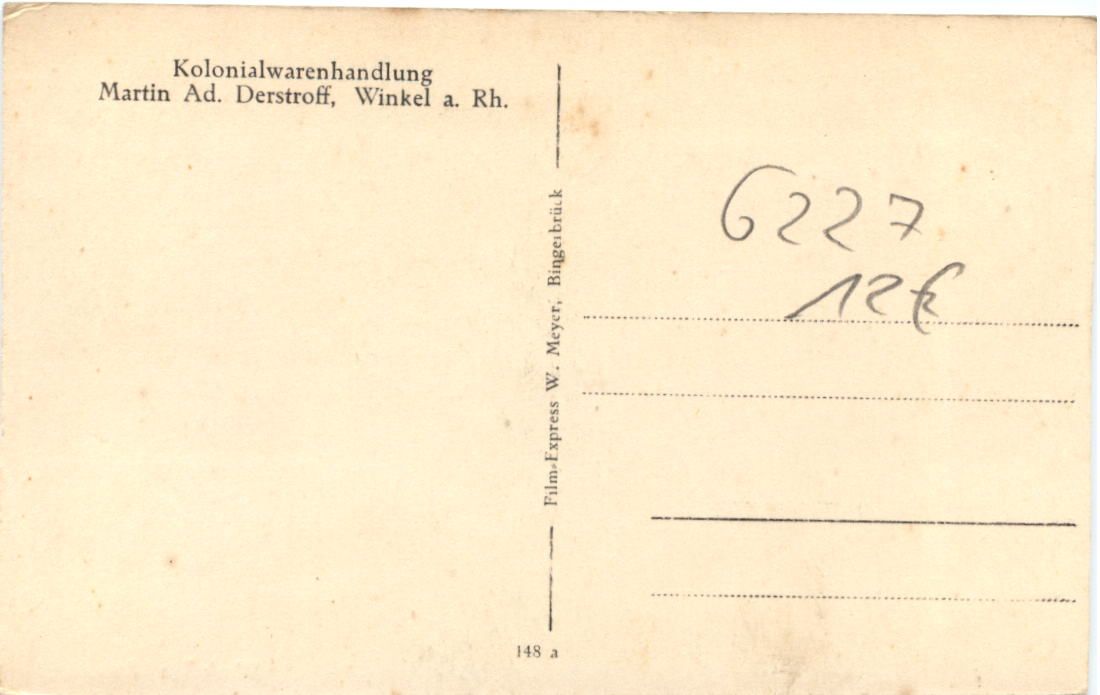 Kolonialwarenhandlung
Martin Ad. Derstroff, Winkel a. Rh.
Film-Express W. Meyer, Bingerbrück
6227
12€
148 a